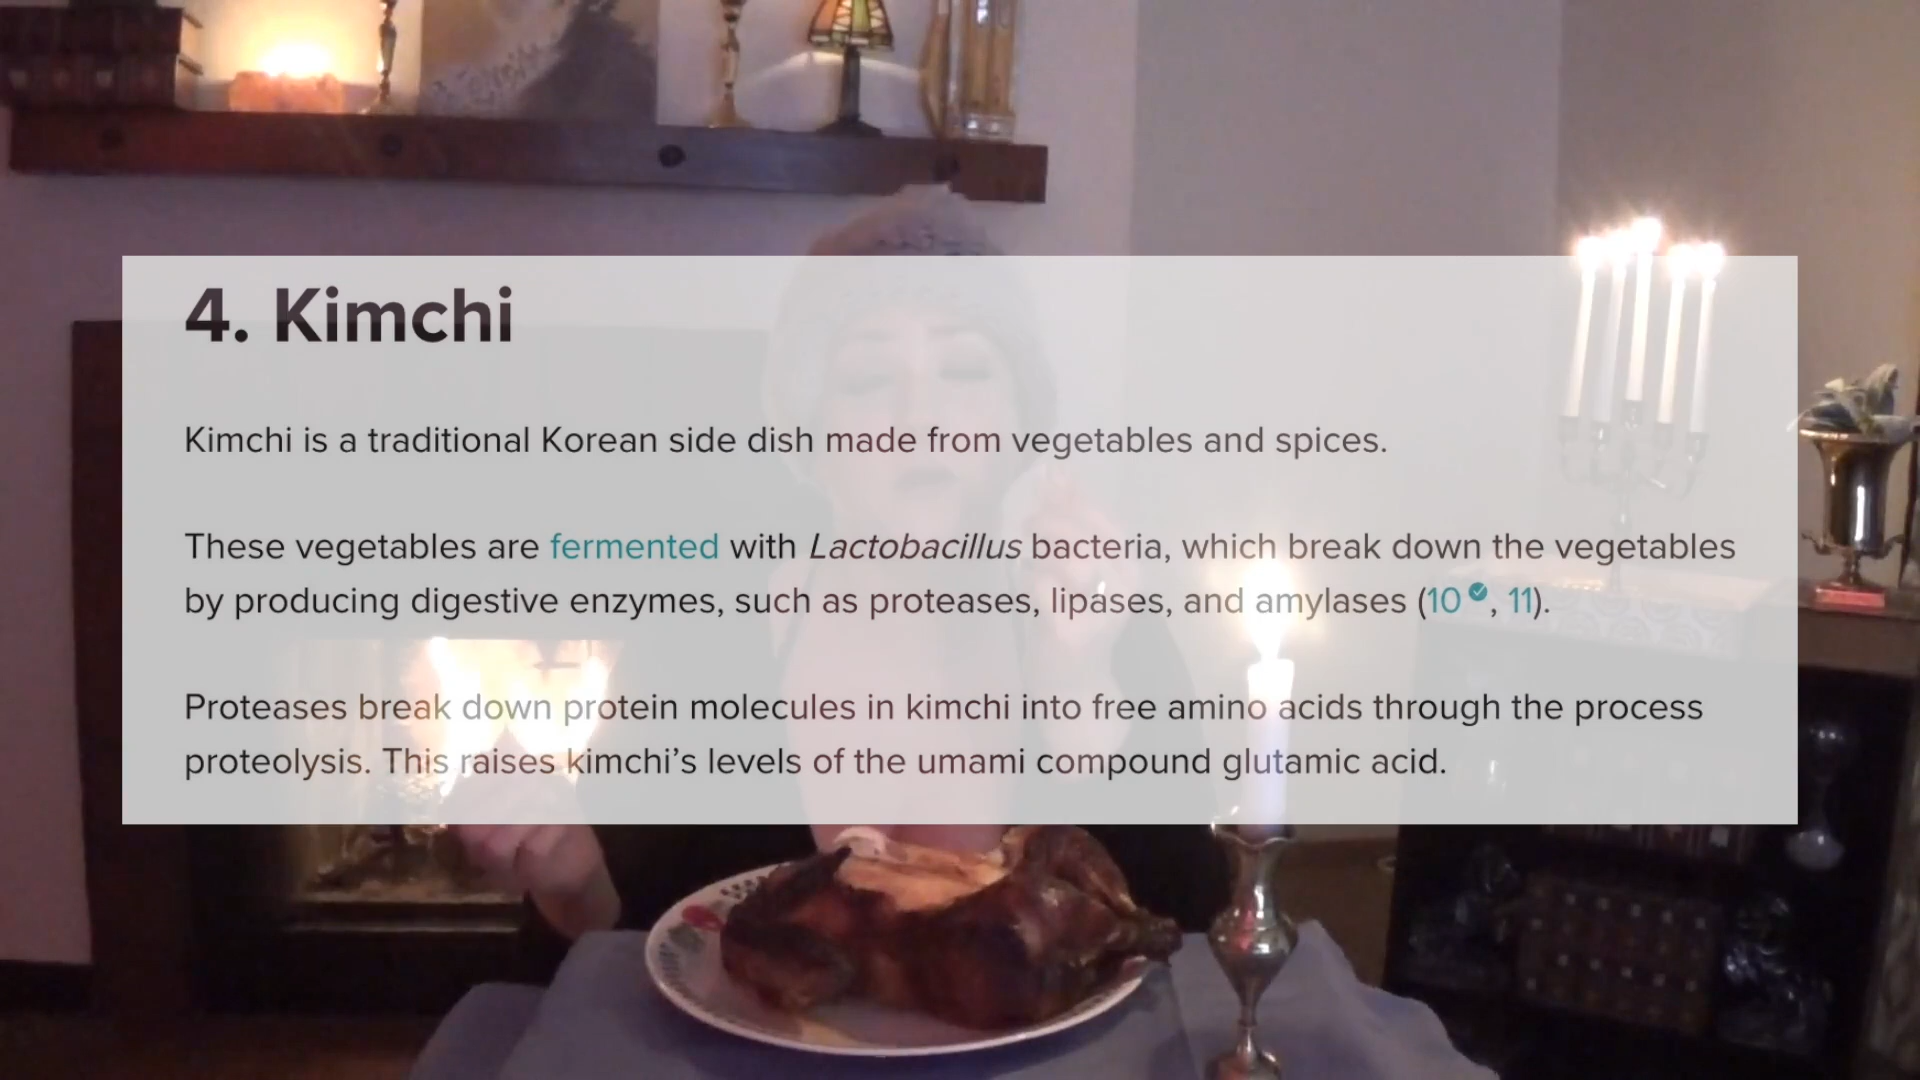 4. Kimchi
Kimchi is a traditional Korean side dish made from vegetables and spices.
These vegetables are fermented with Lactobacillus bacteria, which break down the vegetables
by producing digestive enzymes, such as proteases, lipases, and amylases (10, 11).
Proteases break down protein molecules in kimchi into free amino acids through the process
proteolysis. This raises kimchi’s levels of the umami compound glutamic acid.